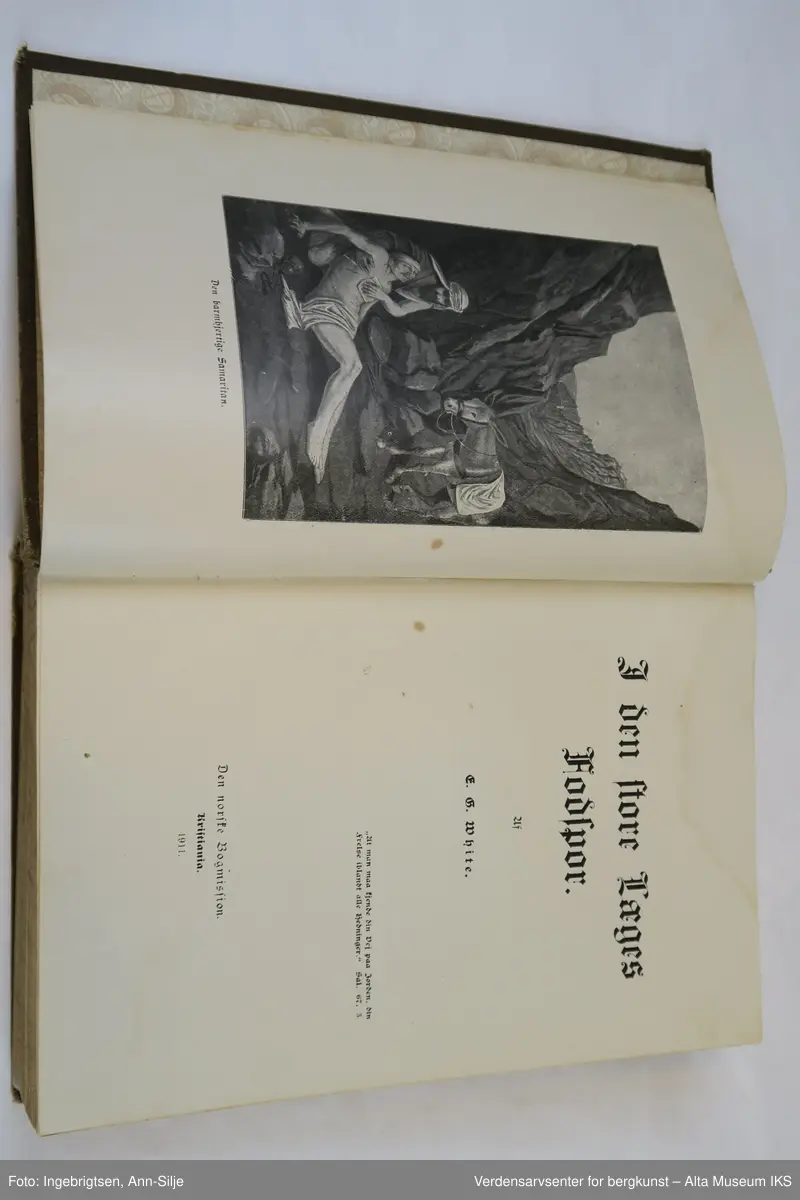 Den barmhjertige Samaritan.
I den store Læges
Fodspor.
Af
E. G. White.
„At man maa kjende din Vej paa Jorden, din
Frelse iblandt alle Hedninger.“ Sal. 67, 3
Den norske Bogmission.
Kristiania.
1911.
Foto: Ingebrigtsen, Ann-Silje
Verdensarvsenter for bergkunst – Alta Museum IKS